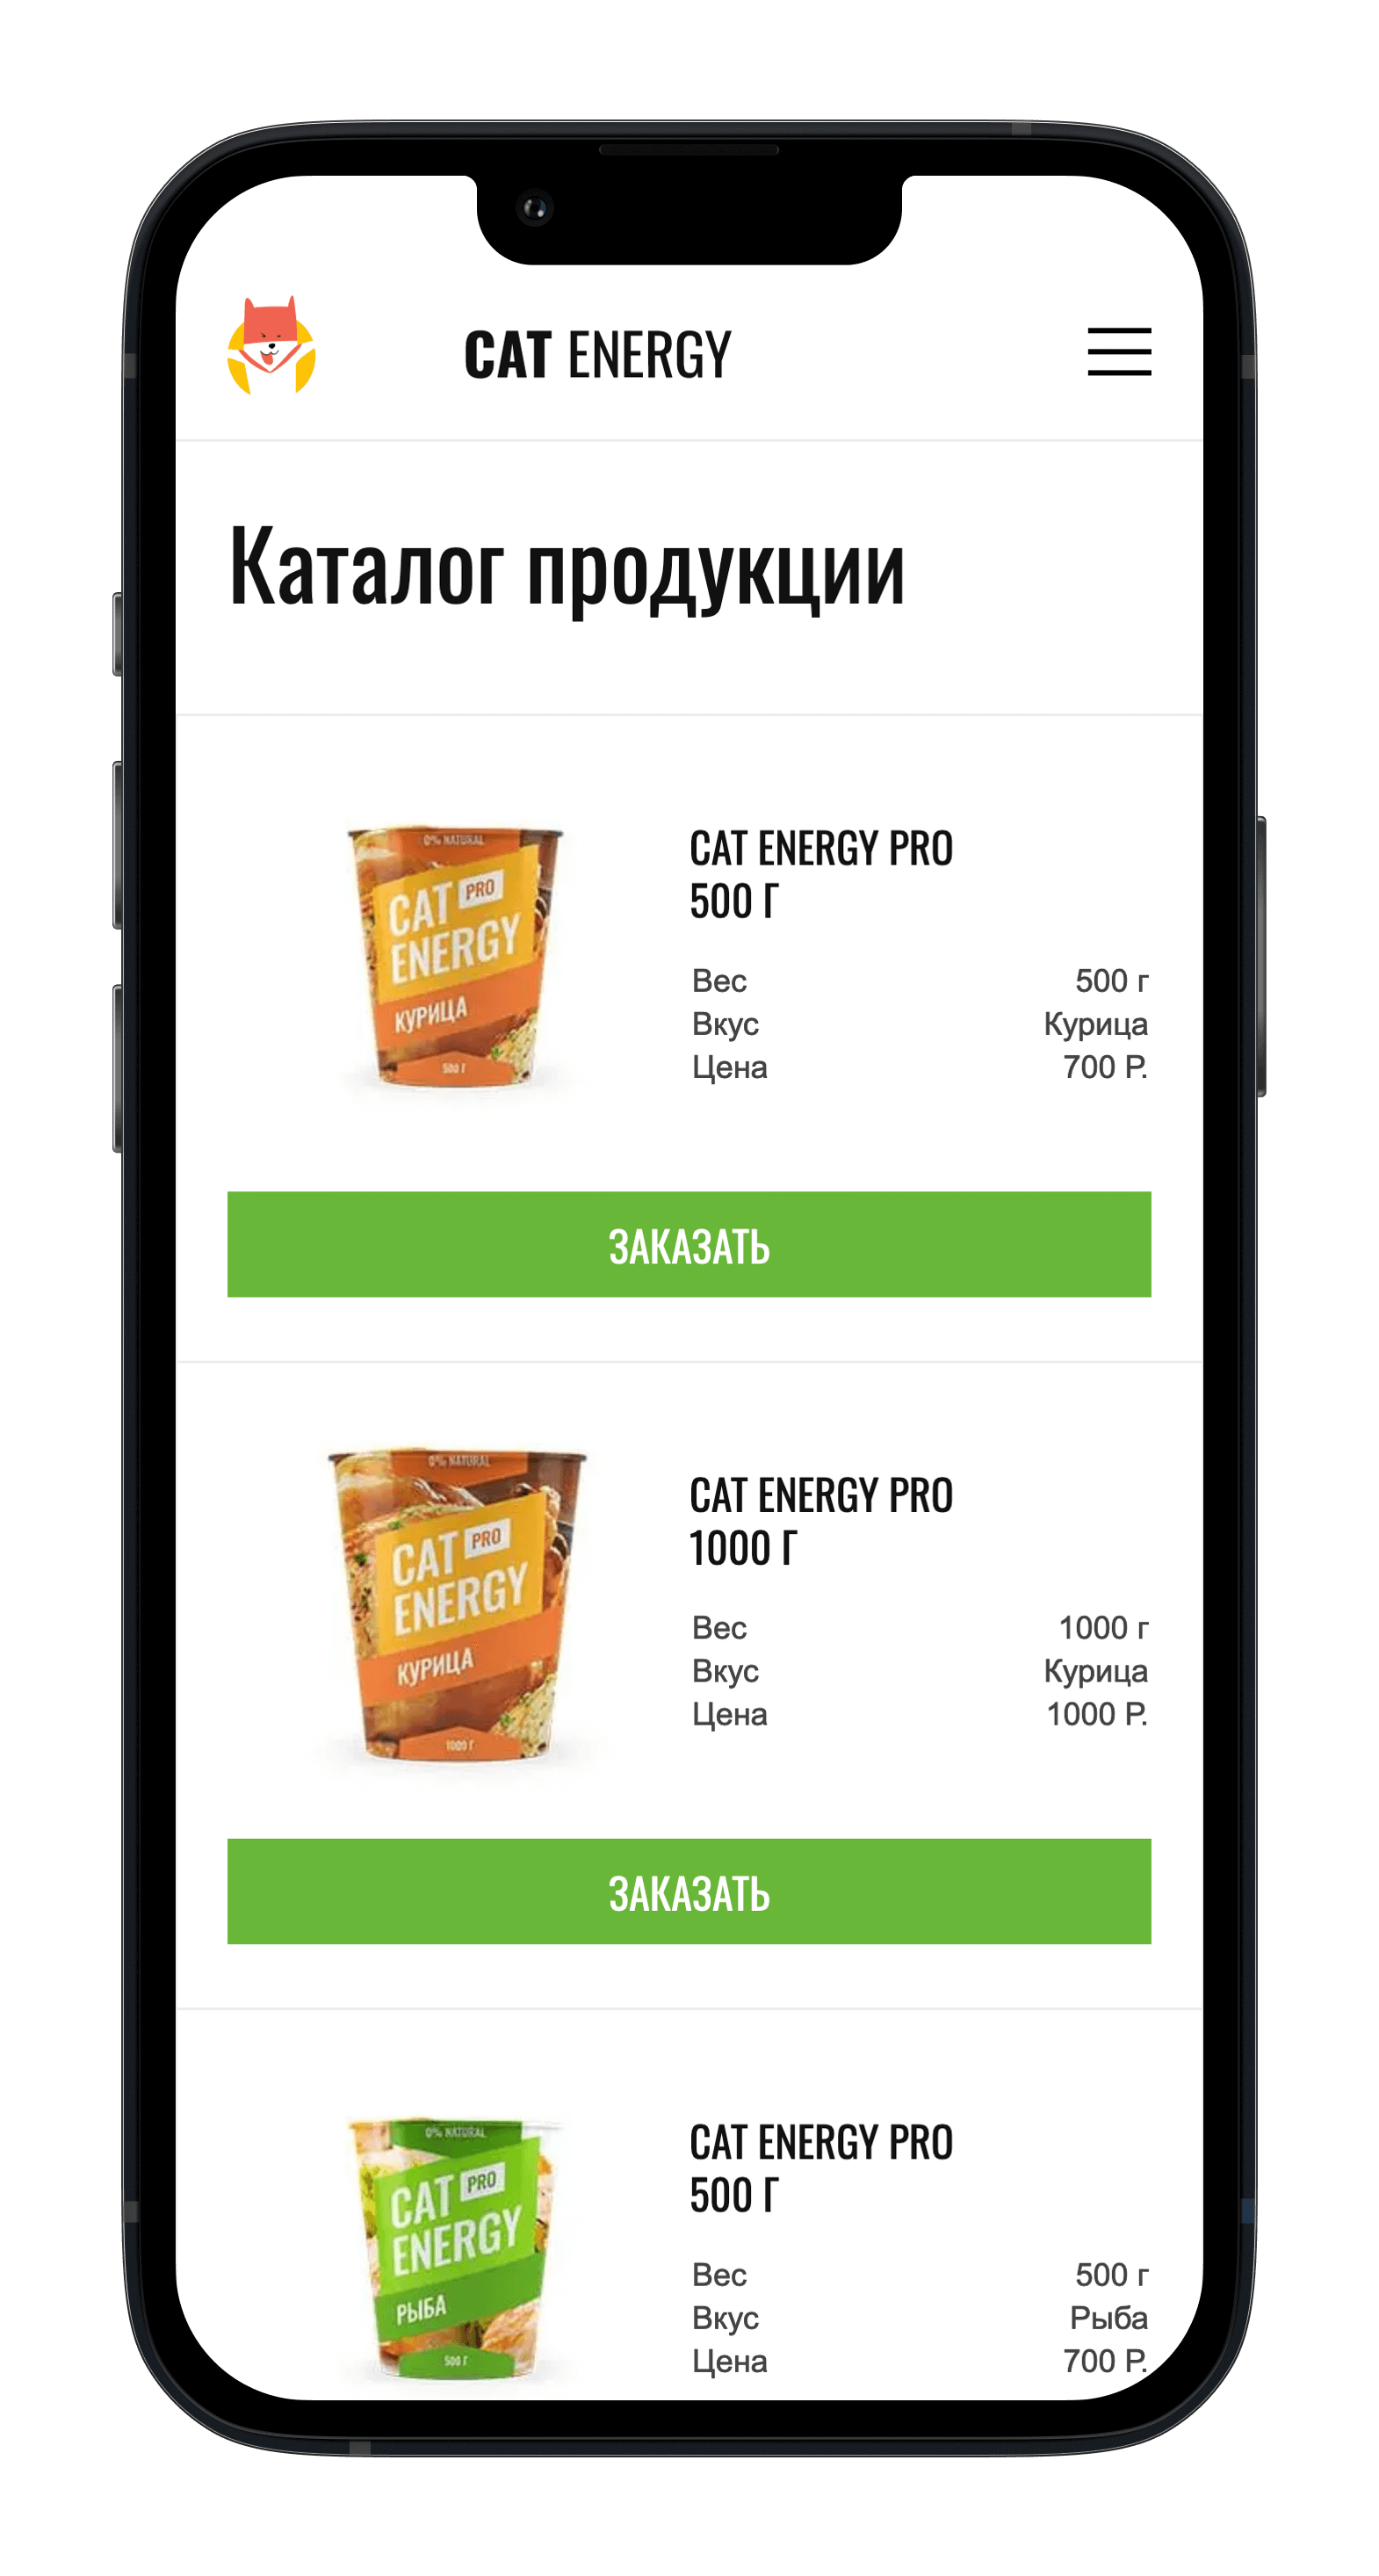 CAT ENERGY
Каталог продукции
0% NATURAL
CAT PRO
ENERGY
КУРИЦА
500 Г
CAT ENERGY PRO
500 Г
Вес 500 г
Вкус Курица
Цена 700 Р.
ЗАКАЗАТЬ
0% NATURAL
CAT PRO
ENERGY
КУРИЦА
1000 Г
CAT ENERGY PRO
1000 Г
Вес 1000 г
Вкус Курица
Цена 1000 Р.
ЗАКАЗАТЬ
0% NATURAL
CAT PRO
ENERGY
РЫБА
500 Г
CAT ENERGY PRO
500 Г
Вес 500 г
Вкус Рыба
Цена 700 Р.